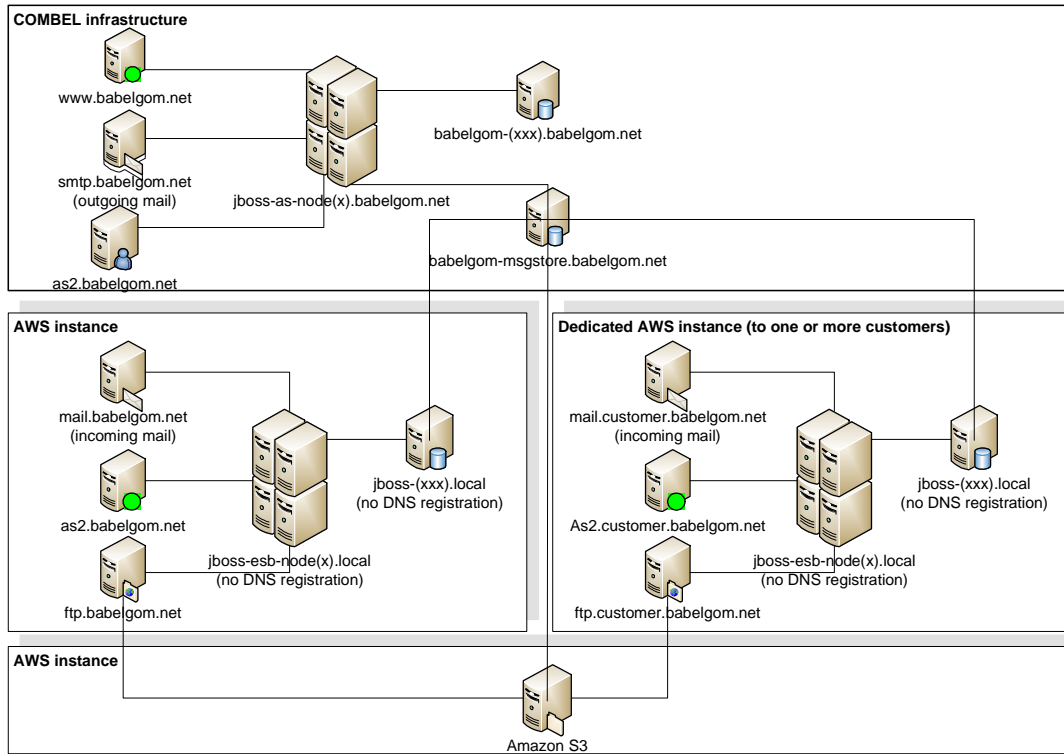 COMBEL infrastructure
www.babelgom.net
babelgom-(xxx).babelgom.net
smtp.babelgom.net
(outgoing mail)
jboss-as-node(x).babelgom.net
babelgom-msgstore.babelgom.net
as2.babelgom.net
AWS instance
mail.babelgom.net
(incoming mail)
jboss-(xxx).local
(no DNS registration)
as2.babelgom.net
jboss-esb-node(x).local
(no DNS registration)
ftp.babelgom.net
Dedicated AWS instance (to one or more customers)
mail.customer.babelgom.net
(incoming mail)
jboss-(xxx).local
(no DNS registration)
As2.customer.babelgom.net
jboss-esb-node(x).local
(no DNS registration)
ftp.customer.babelgom.net
AWS instance
Amazon S3